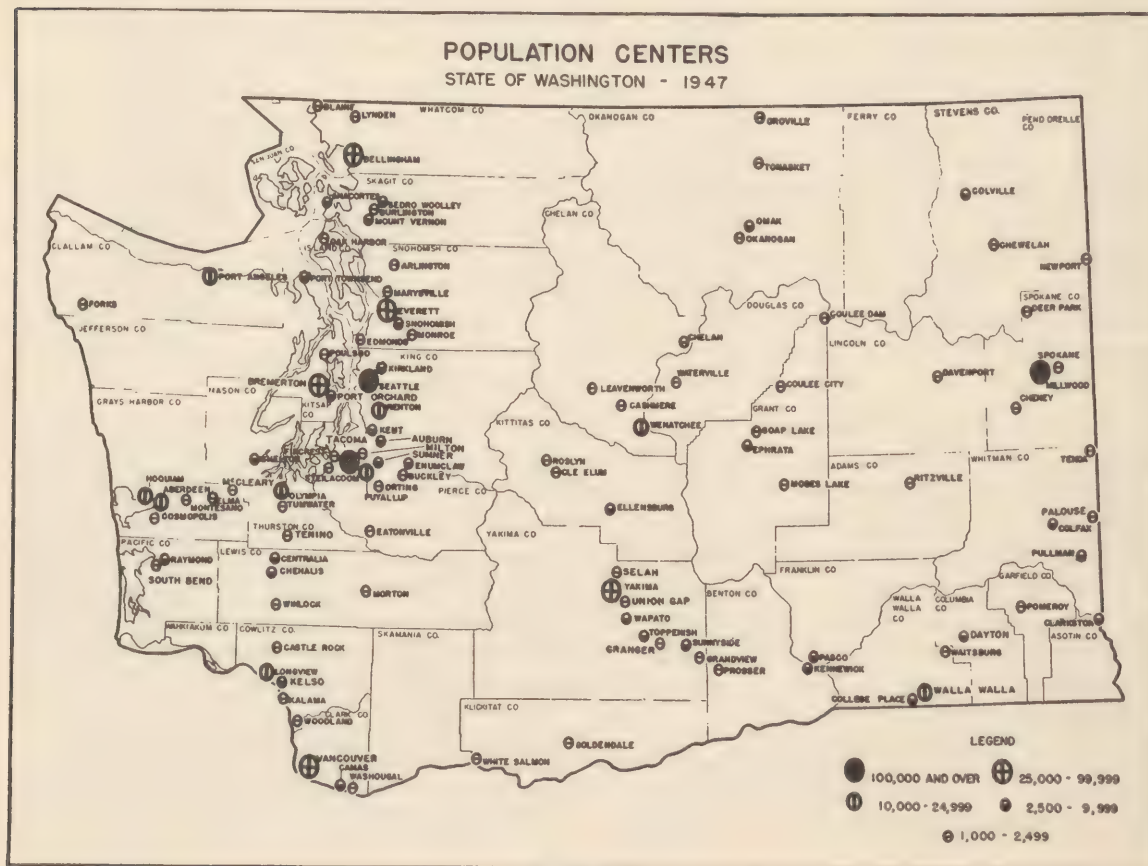 POPULATION CENTERS
STATE OF WASHINGTON - 1947
BLAINE
LYNDEN
WHATCOM CO
OKANOGAN CO
OROVILLE
FERRY CO
STEVENS CO.
PEND OREILLE
CO
SAN JUAN CO
BELLINGHAM
TONASKET
SKAGIT CO
ANACORTES
SEDRO WOOLLEY
BURLINGTON
MOUNT VERNON
COLVILLE
CHELAN CO
OMAK
OKANOGAN
CLALLAM CO
OAK HARBOR
ISLAND CO
SNOHOMISH CO
CHEWELAH
NEWPORT
PORT ANGELES
PORT TOWNSEND
ARLINGTON
MARYSVILLE
FORKS
EVERETT
SNOHOMISH
MONROE
DOUGLAS CO
COULEE DAM
SPOKANE CO
DEER PARK
JEFFERSON CO
EDMONDS
CHELAN
LINCOLN CO
POULSBO
KING CO
KIRKLAND
SPOKANE
MILLWOOD
BREMERTON
SEATTLE
PORT ORCHARD
MASON CO
KITSAP
CO
LEAVENWORTH
WATERVILLE
COULEE CITY
DAVENPORT
GRAYS HARBOR CO
RENTON
CASHMERE
GRANT CO
CHENEY
KENT
KITTITAS CO
WENATCHEE
SOAP LAKE
AUBURN
TACOMA
MILTON
SUMNER
EPHRATA
WHITMAN CO
TEKOA
SHELTON
FIRCREST
ENUMCLAW
ROSLYN
ADAMS CO
STEILACOOM
BUCKLEY
CLE ELUM
MCCLEARY
ORTING
PUYALLUP
PIERCE CO
MOSES LAKE
RITZVILLE
HOQUIAM
ABERDEEN
ELMA
MONTESANO
COSMOPOLIS
OLYMPIA
TUMWATER
ELLENSBURG
PALOUSE
COLFAX
THURSTON CO
TENINO
EATONVILLE
YAKIMA CO
PACIFIC CO
LEWIS CO
RAYMOND
CENTRALIA
SOUTH BEND
CHEHALIS
SELAH
FRANKLIN CO
PULLMAN
GARFIELD CO
MORTON
YAKIMA
BENTON CO
WALLA
WALLA
CO
COLUMBIA
CO
WINLOCK
UNION GAP
POMEROY
WAPATO
CLARKSTON
WAHKIAKUM CO
COWLITZ CO.
SKAMANIA CO.
TOPPENISH
DAYTON
ASOTIN CO
CASTLE ROCK
GRANGER
SUNNYSIDE
WAITSBURG
GRANDVIEW
PASCO
LONGVIEW
PROSSER
KENNEWICK
KELSO
WALLA WALLA
KALAMA
COLLEGE PLACE
CLARK CO
WOODLAND
KLICKITAT CO
GOLDENDALE
VANCOUVER
CAMAS
WHITE SALMON
WASHOUGAL
LEGEND
100,000 AND OVER
25,000 - 99,999
10,000 - 24,999
2,500 - 9,999
1,000 - 2,499